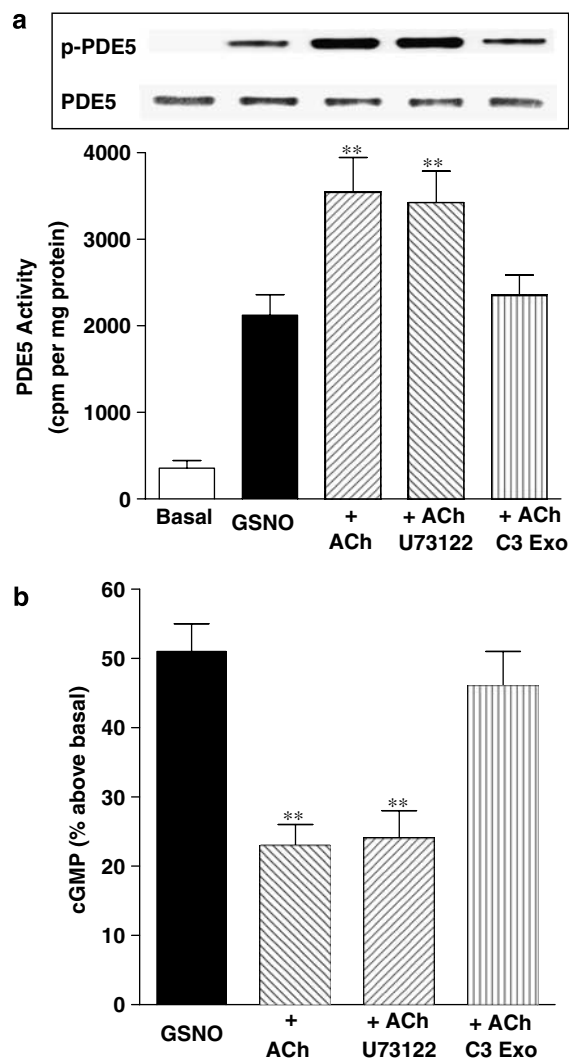 a
p-PDE5
PDE5
PDE5 Activity
(cpm per mg protein)
4000
3000
2000
1000
0
**
**
Basal
GSNO
+
ACh
+ ACh
U73122
+ ACh
C3 Exo
b
cGMP (% above basal)
60
50
40
30
20
10
0
**
**
GSNO
+
ACh
+ ACh
U73122
+ ACh
C3 Exo